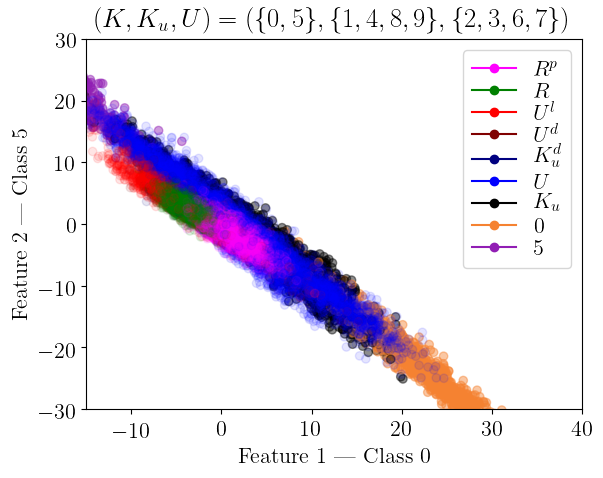 (K, K_u, U) = ({0, 5}, {1, 4, 8, 9}, {2, 3, 6, 7})
30
20
10
0
−10
−20
−30
Feature 2 — Class 5
R^p
R
U^l
U^d
K_u^d
U
K_u
0
5
−10
0
10
20
30
40
Feature 1 — Class 0